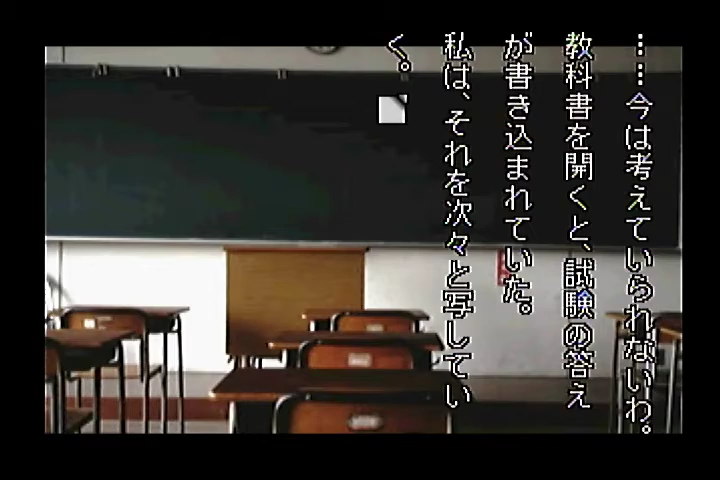 ……今は考えていられないわ。
教科書を開くと、試験の答え
が書き込まれていた。
私は、それを次々と写してい
く。